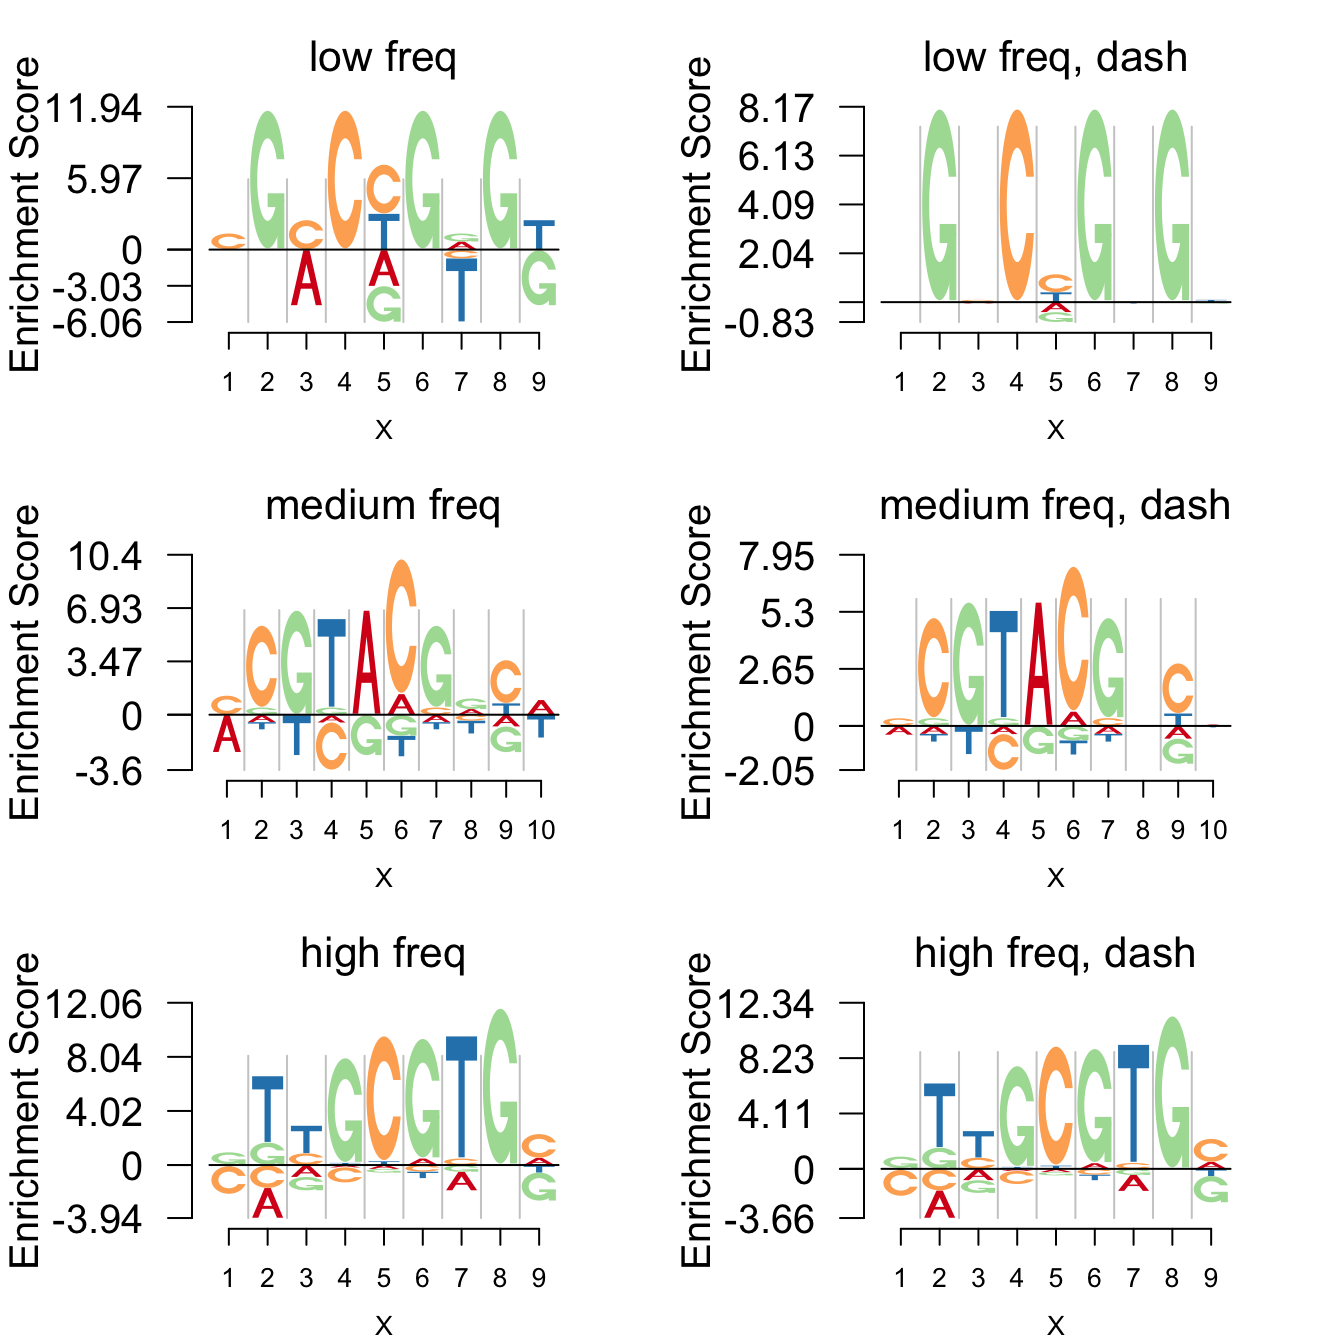 low freq
Enrichment Score
11.94
5.97
0
-3.03
-6.06
C G C A C C T A G G G A C T G T G
1 2 3 4 5 6 7 8 9
X
low freq, dash
Enrichment Score
8.17
6.13
4.09
2.04
-0.83
G C C T A G G G
1 2 3 4 5 6 7 8 9
X
medium freq
Enrichment Score
10.4
6.93
3.47
0
-3.6
C A C G A T G T T G A C A G C A G T G C A T G A C T C T A G A T
1 2 3 4 5 6 7 8 9 10
X
medium freq, dash
Enrichment Score
7.95
5.3
2.65
0
-2.05
C A C G A T G T T G A C A G C A G T G C A T C T A G
1 2 3 4 5 6 7 8 9 10
X
high freq
Enrichment Score
12.06
8.04
4.02
0
-3.94
G C T G C A T C A G G C C G T G C A
1 2 3 4 5 6 7 8 9
X
high freq, dash
Enrichment Score
12.34
8.23
4.11
0
-3.66
G C T G C A T C A G G C C G T G C A
1 2 3 4 5 6 7 8 9
X